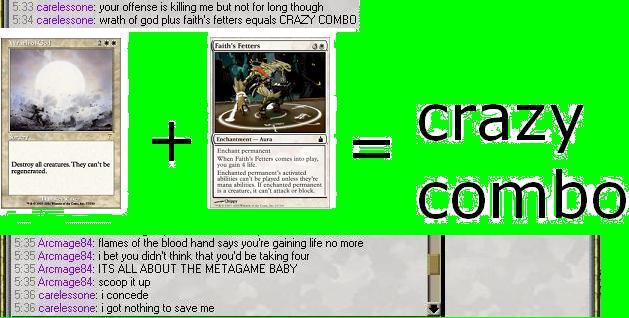 5:33 carelessone: your offense is killing me but not for long though
5:34 carelessone: wrath of god plus faith's fetters equals CRAZY COMBO
Wrath of God 2
Faith's Fetters 3
+
=
crazy
combo
Sorcery
Destroy all creatures. They can't be
regenerated.
Enchantment — Aura
Enchant permanent
When Faith's Fetters comes into play,
you gain 4 life.
Enchanted permanent's activated
abilities can't be played unless they're
mana abilities. If enchanted permanent
is a creature, it can't attack or block.
5:35 Arcmage84: flames of the blood hand says you're gaining life no more
5:35 Arcmage84: i bet you didn't think that you'd be taking four
5:35 Arcmage84: ITS ALL ABOUT THE METAGAME BABY
5:35 Arcmage84: scoop it up
5:36 carelessone: i concede
5:36 carelessone: i got nothing to save me